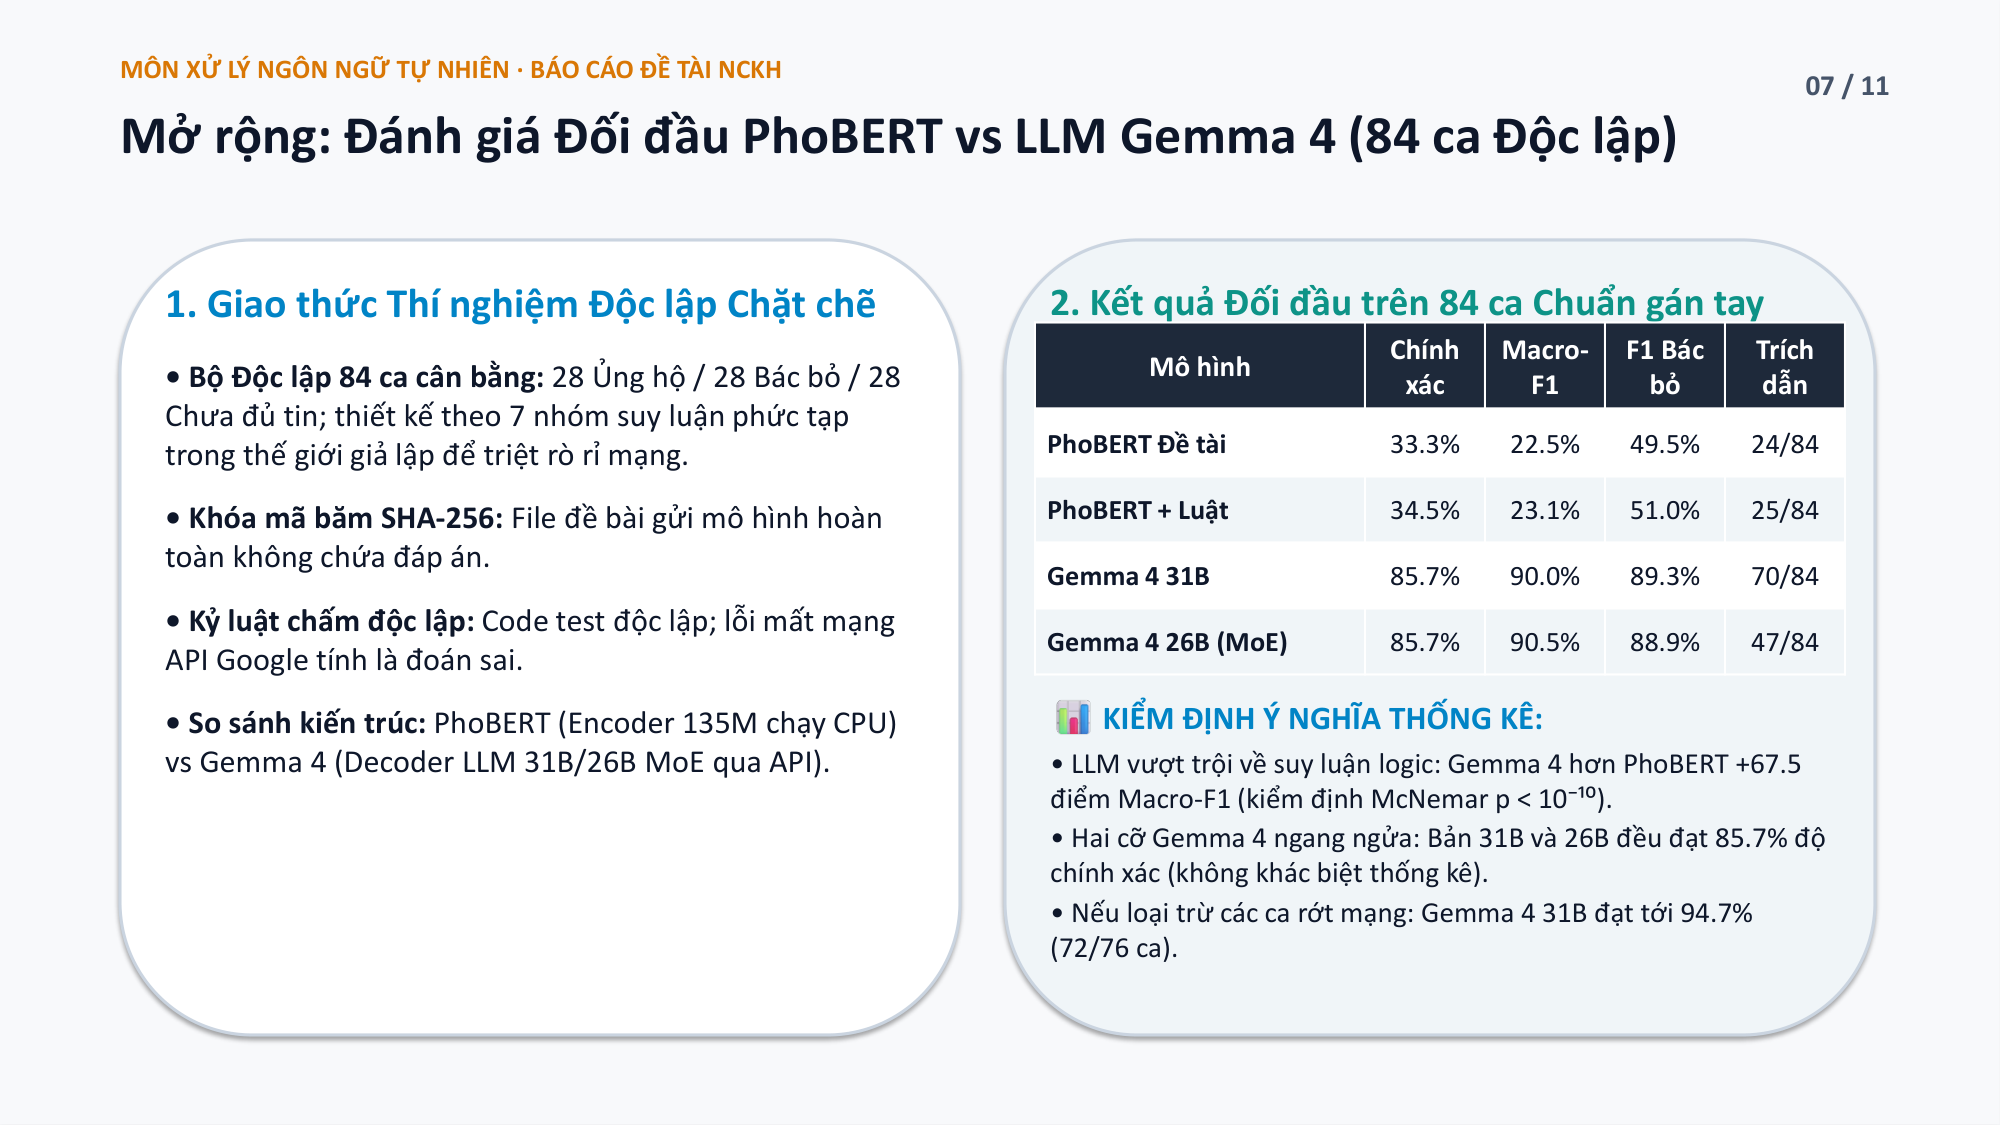 MÔN XỬ LÝ NGÔN NGỮ TỰ NHIÊN · BÁO CÁO ĐỀ TÀI NCKH
07 / 11
Mở rộng: Đánh giá Đối đầu PhoBERT vs LLM Gemma 4 (84 ca Độc lập)
1. Giao thức Thí nghiệm Độc lập Chặt chẽ
• Bộ Độc lập 84 ca cân bằng: 28 Ủng hộ / 28 Bác bỏ / 28
Chưa đủ tin; thiết kế theo 7 nhóm suy luận phức tạp
trong thế giới giả lập để triệt rò rỉ mạng.
• Khóa mã băm SHA-256: File đề bài gửi mô hình hoàn
toàn không chứa đáp án.
• Kỷ luật chấm độc lập: Code test độc lập; lỗi mất mạng
API Google tính là đoán sai.
• So sánh kiến trúc: PhoBERT (Encoder 135M chạy CPU)
vs Gemma 4 (Decoder LLM 31B/26B MoE qua API).
2. Kết quả Đối đầu trên 84 ca Chuẩn gán tay
Mô hình Chính xác Macro-F1 F1 Bác bỏ Trích dẫn
PhoBERT Đề tài 33.3% 22.5% 49.5% 24/84
PhoBERT + Luật 34.5% 23.1% 51.0% 25/84
Gemma 4 31B 85.7% 90.0% 89.3% 70/84
Gemma 4 26B (MoE) 85.7% 90.5% 88.9% 47/84
KIỂM ĐỊNH Ý NGHĨA THỐNG KÊ:
• LLM vượt trội về suy luận logic: Gemma 4 hơn PhoBERT +67.5
điểm Macro-F1 (kiểm định McNemar p < 10⁻¹⁰).
• Hai cỡ Gemma 4 ngang ngửa: Bản 31B và 26B đều đạt 85.7% độ
chính xác (không khác biệt thống kê).
• Nếu loại trừ các ca rớt mạng: Gemma 4 31B đạt tới 94.7%
(72/76 ca).